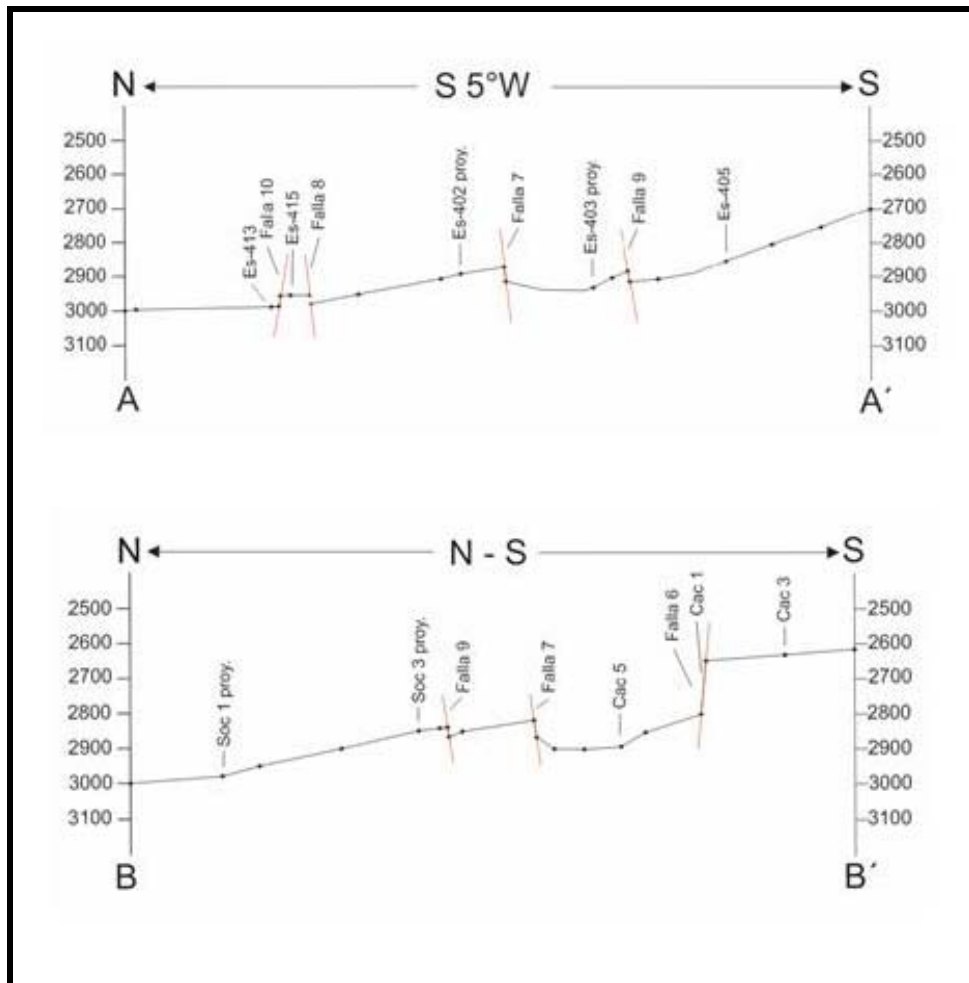 N S 5°W S
2500 2500
2600 2600
2700 2700
2800 2800
2900 2900
3000 3000
3100 3100
Es-413
Falla 10
Es-415
Falla 8
Es-402 proy.
Falla 7
Es-403 proy.
Falla 9
Es-405
A A´
N N - S S
2500 2500
2600 2600
2700 2700
2800 2800
2900 2900
3000 3000
3100 3100
Soc 1 proy.
Soc 3 proy.
Falla 9
Falla 7
Cac 5
Falla 6
Cac 1
Cac 3
B B´